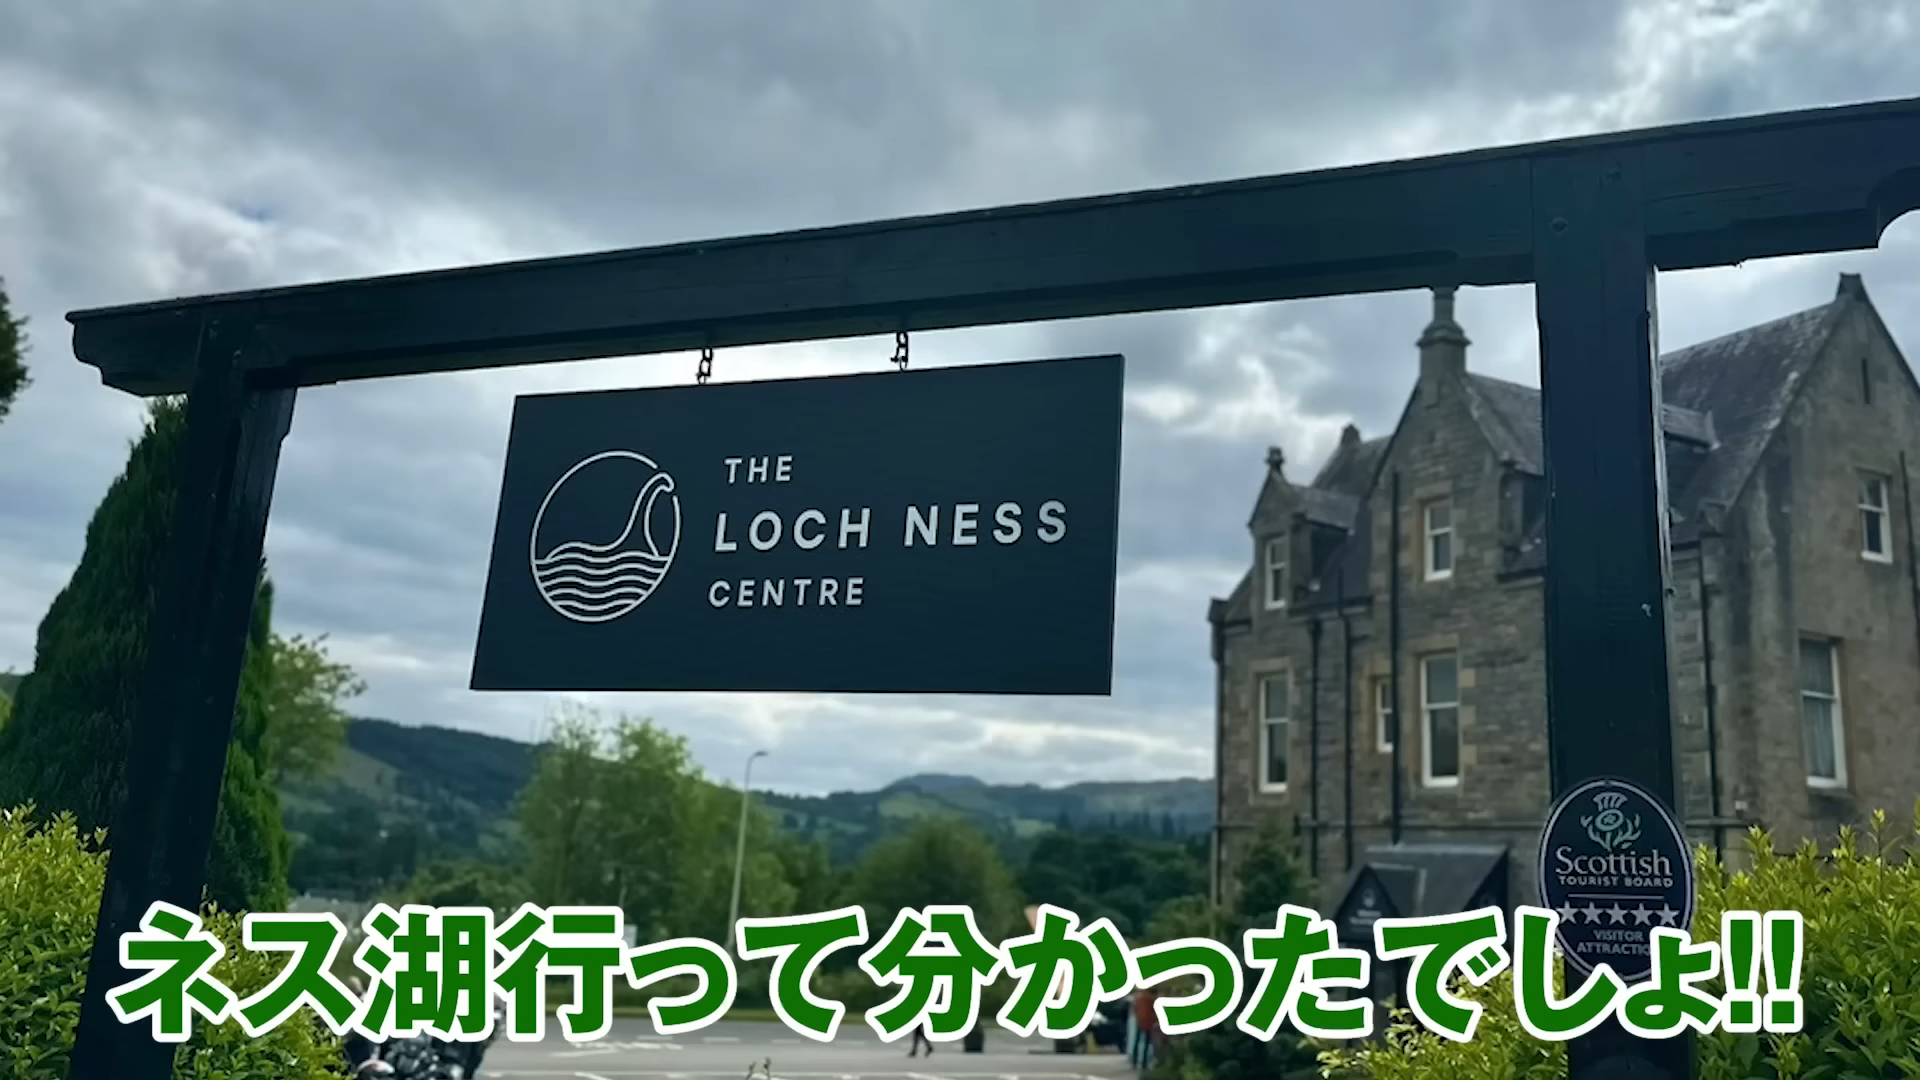 THE
LOCH NESS
CENTRE
Scottish
TOURIST BOARD
★★★★★
VISITOR
ATTRACTION
ネス湖行って分かったでしょ!!